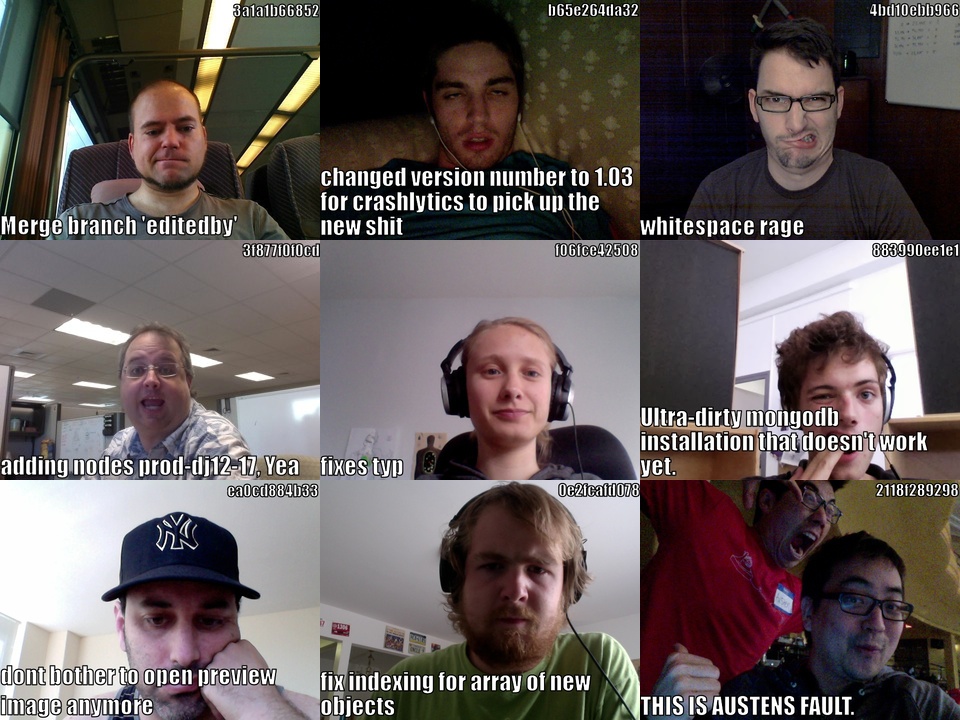 3a1a1b66852
Merge branch 'editedby'
b65e264da32
changed version number to 1.03
for crashlytics to pick up the
new shit
4bd10ebb966
whitespace rage
3f877f0f0cd
adding nodes prod-dj12-17, Yea
f06fce42508
fixes typ
883990ee1e1
Ultra-dirty mongodb
installation that doesn't work
yet.
ca0cd884b33
dont bother to open preview
image anymore
0e2fcafd078
fix indexing for array of new
objects
2118f289298
THIS IS AUSTENS FAULT.